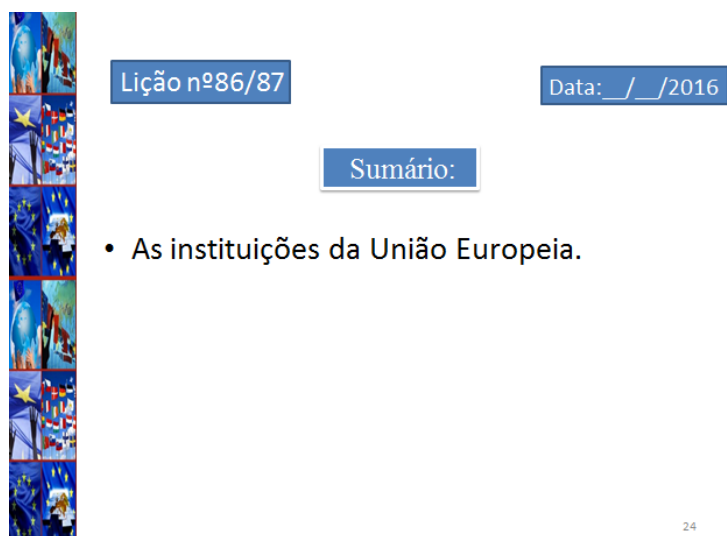 Lição nº86/87
Data:__/__/2016
Sumário:
• As instituições da União Europeia.
24